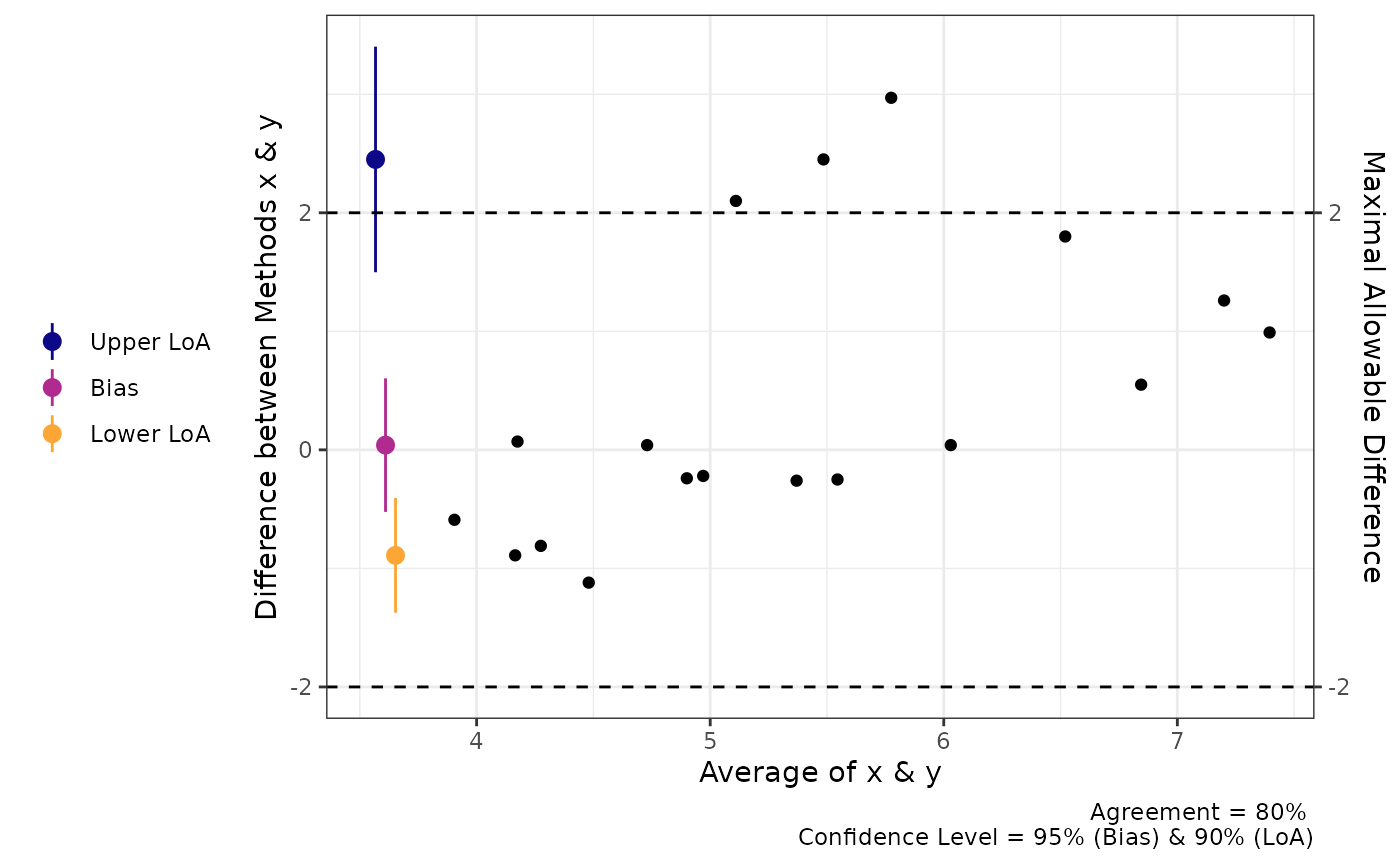 Difference between Methods x & y
2
0
-2
Upper LoA
Bias
Lower LoA
2
-2
Maximal Allowable Difference
4 5 6 7
Average of x & y
Agreement = 80%
Confidence Level = 95% (Bias) & 90% (LoA)